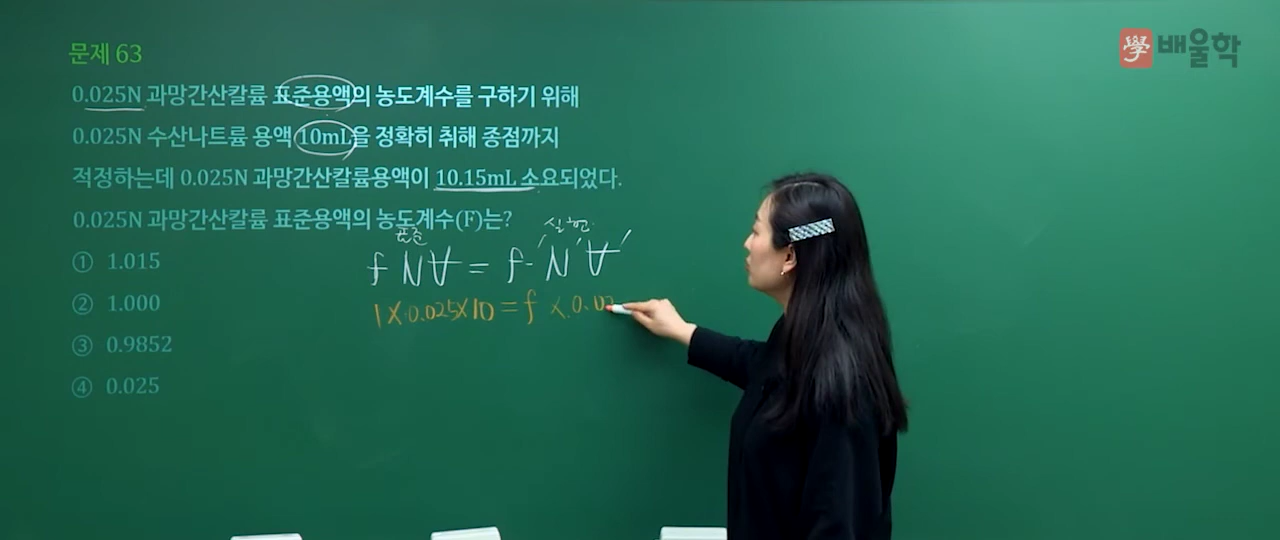 學 배울학
문제 63
0.025N 과망간산칼륨 표준용액의 농도계수를 구하기 위해
0.025N 수산나트륨 용액 10mL을 정확히 취해 종점까지
적정하는데 0.025N 과망간산칼륨용액이 10.15mL 소요되었다.
0.025N 과망간산칼륨 표준용액의 농도계수(F)는?
① 1.015
② 1.000
③ 0.9852
④ 0.025
표준 실험
f N V = f' N' V'
1 × 0.025 × 10 = f × 0.02